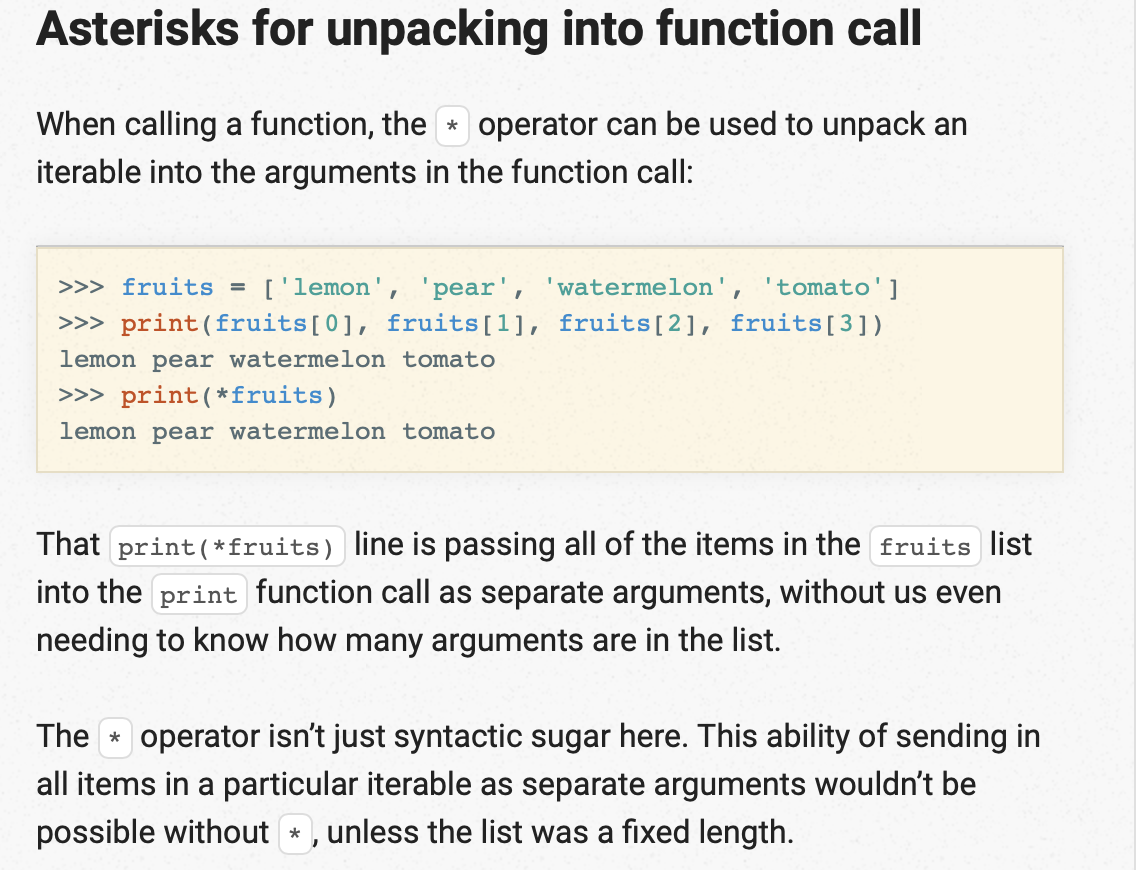 Asterisks for unpacking into function call
When calling a function, the * operator can be used to unpack an
iterable into the arguments in the function call:
>>> fruits = ['lemon', 'pear', 'watermelon', 'tomato']
>>> print(fruits[0], fruits[1], fruits[2], fruits[3])
lemon pear watermelon tomato
>>> print(*fruits)
lemon pear watermelon tomato
That print(*fruits) line is passing all of the items in the fruits list
into the print function call as separate arguments, without us even
needing to know how many arguments are in the list.
The * operator isn’t just syntactic sugar here. This ability of sending in
all items in a particular iterable as separate arguments wouldn’t be
possible without *, unless the list was a fixed length.